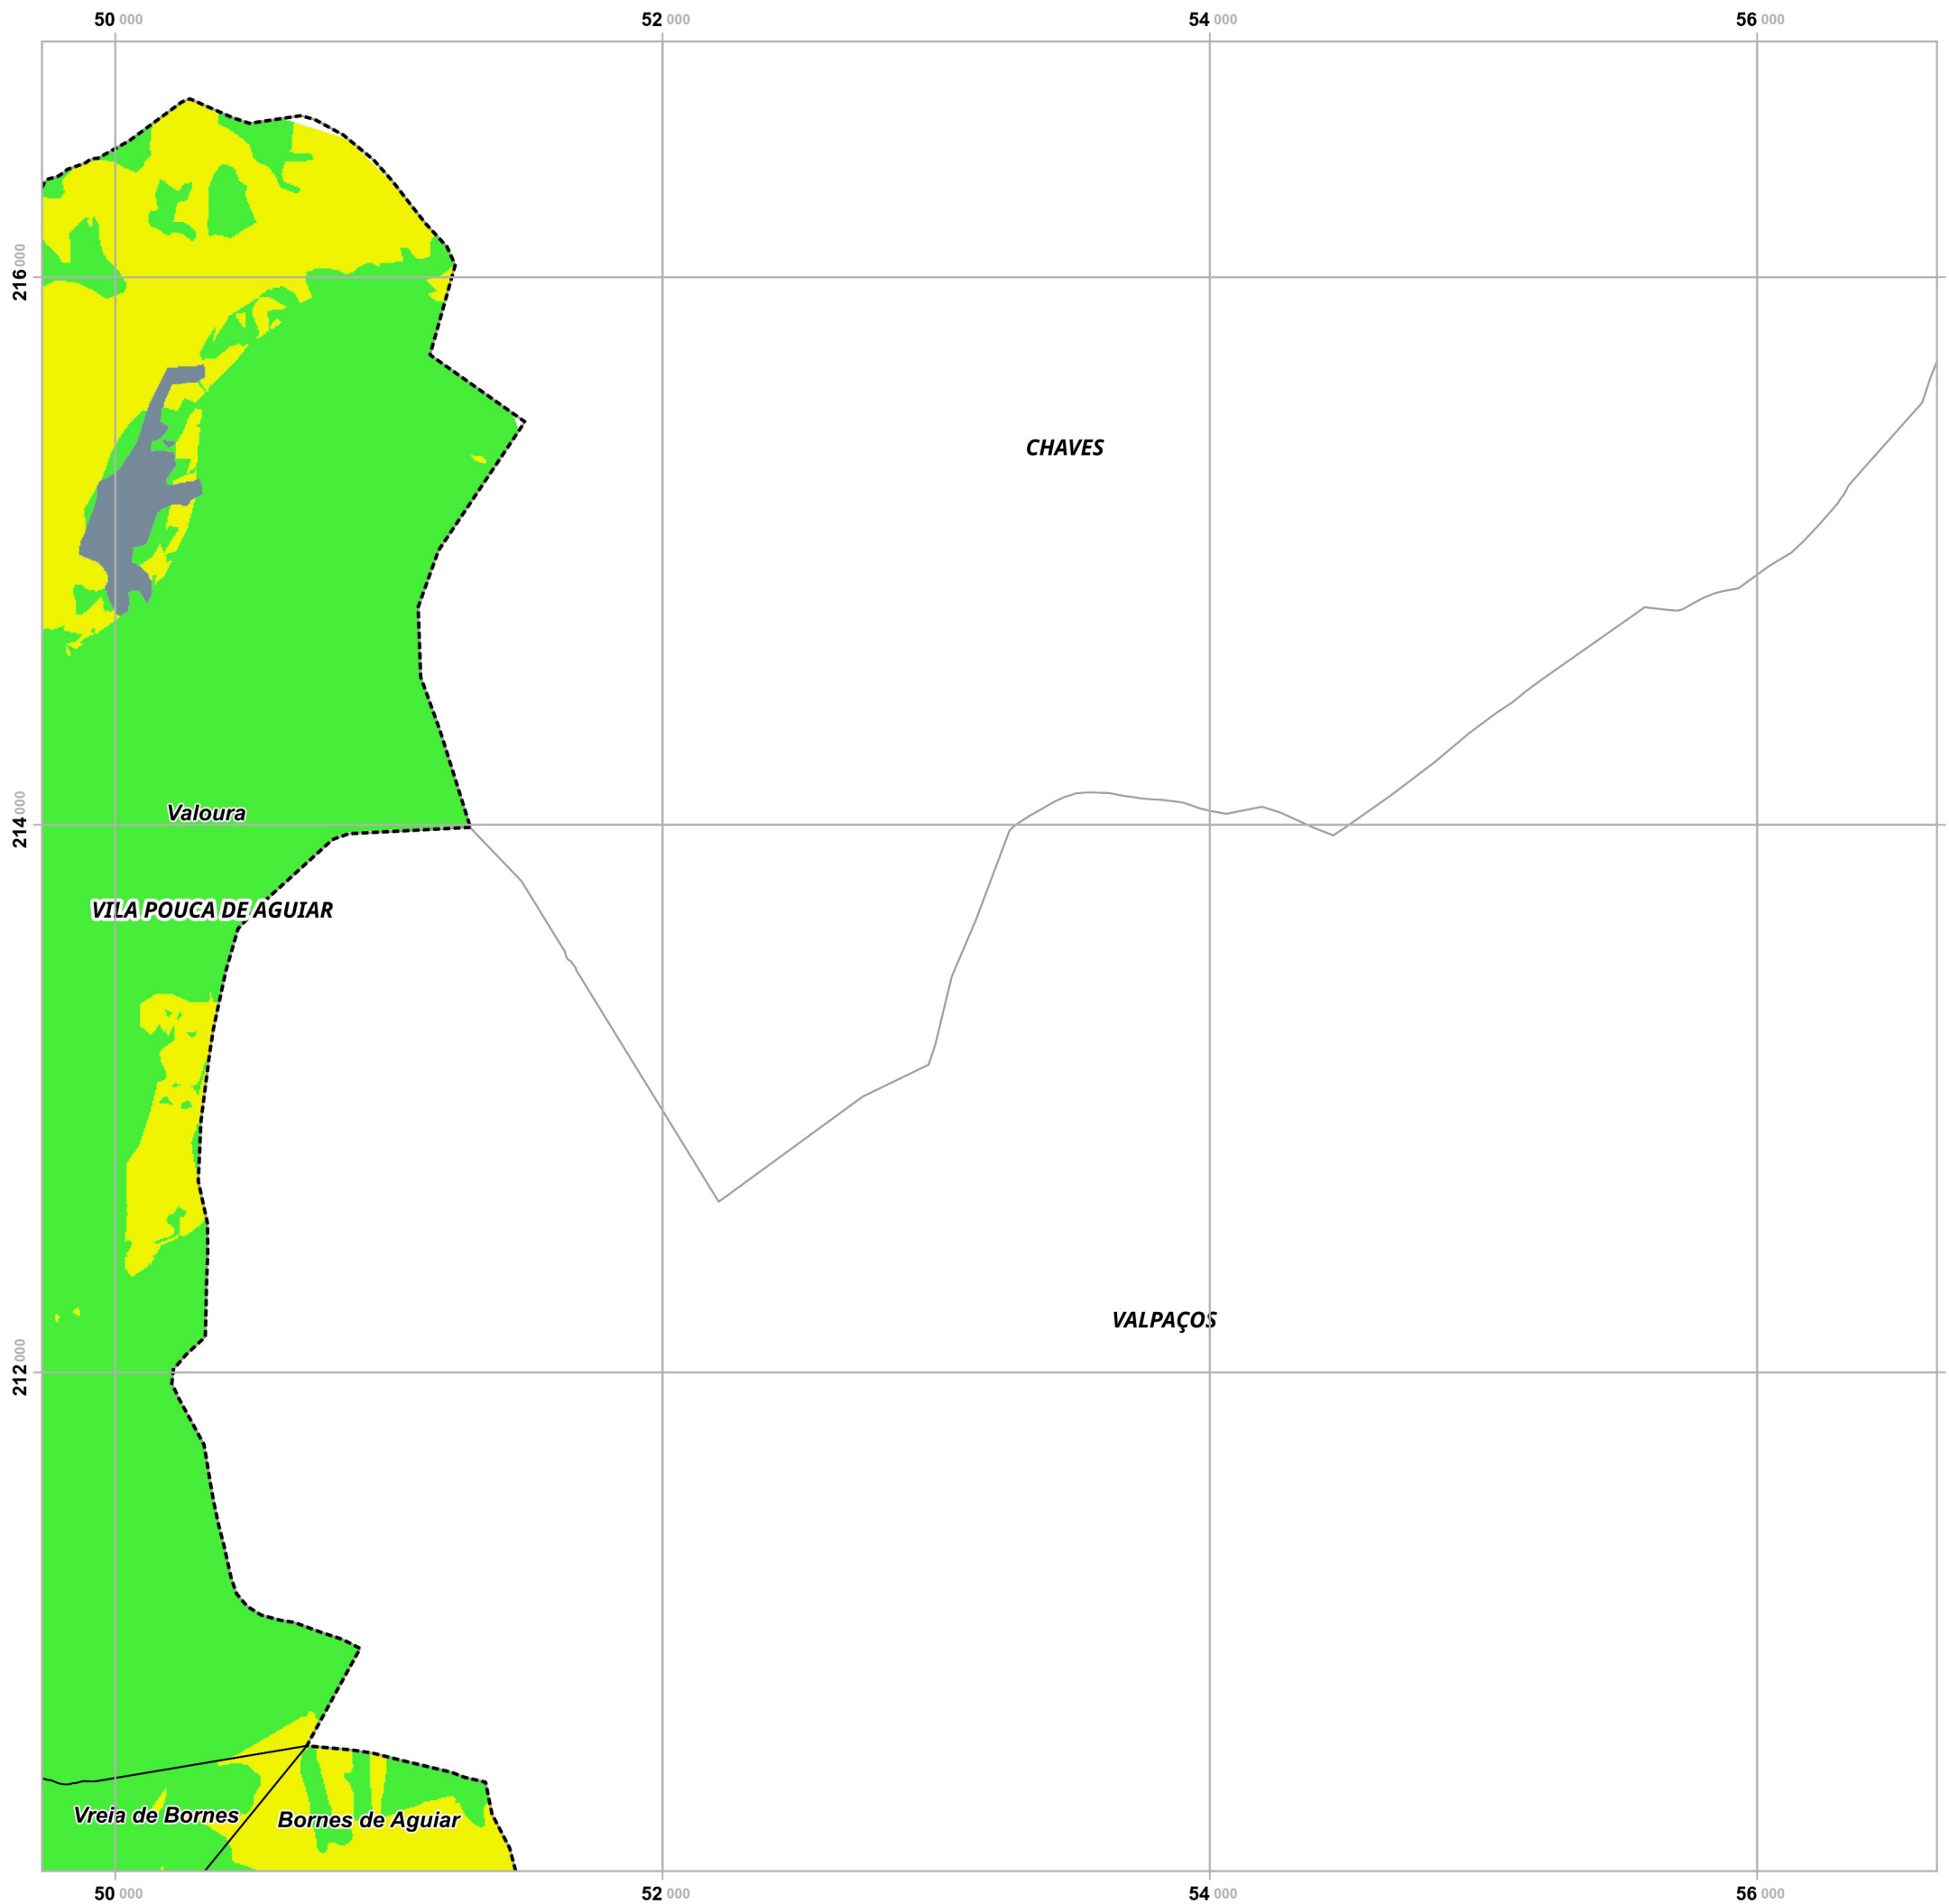 50 000
52 000
54 000
56 000
216 000
CHAVES
Valoura
214 000
VILA POUCA DE AGUIAR
VALPAÇOS
212 000
Vreia de Bornes
Bornes de Aguiar
50 000
52 000
54 000
56 000